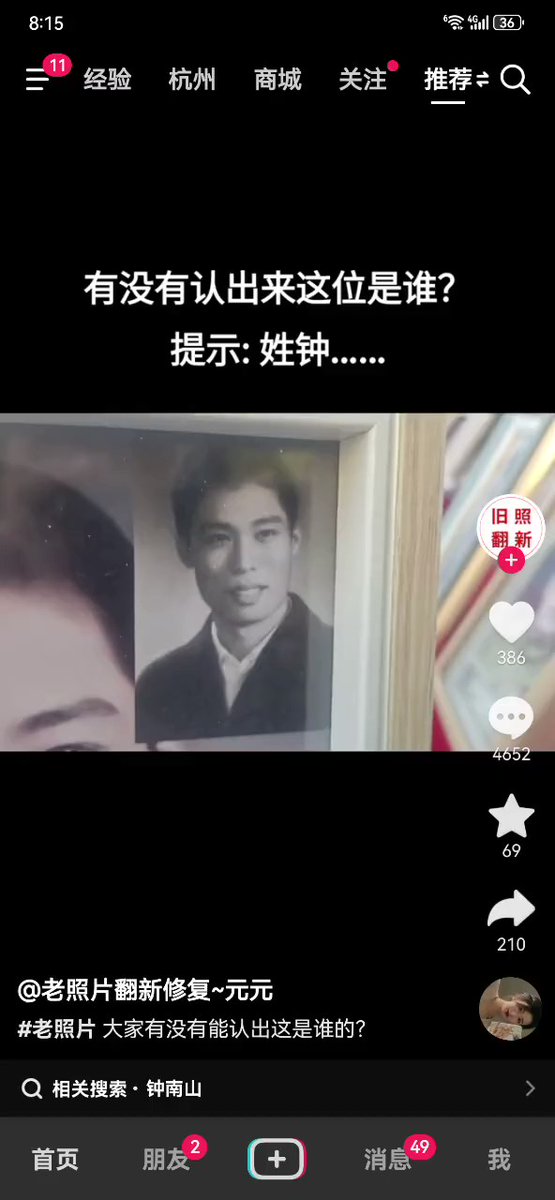 8:15
6 4G 36
11
经验 杭州 商城 关注 推荐
有没有认出来这位是谁?
提示: 姓钟......
旧照
翻新
386
4652
69
210
@老照片翻新修复~元元
#老照片 大家有没有能认出这是谁的?
相关搜索 · 钟南山
首页 朋友 2 消息 49 我